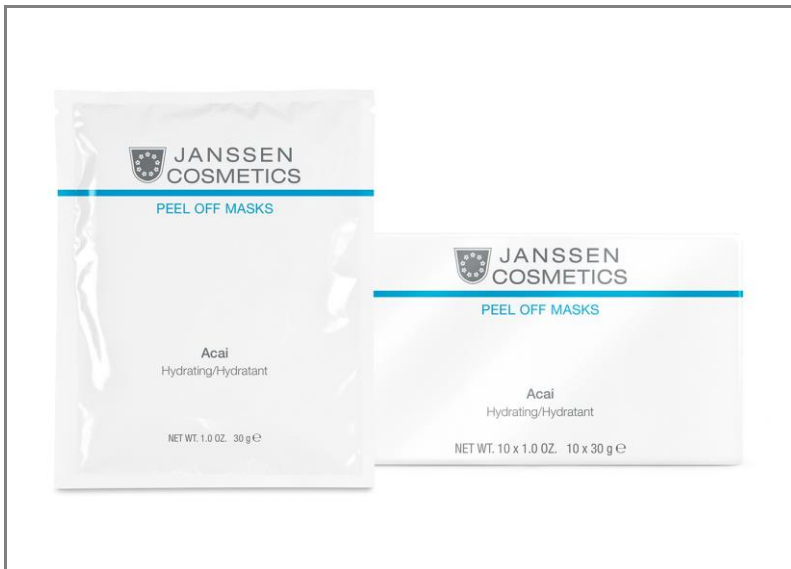 JANSSEN
COSMETICS
PEEL OFF MASKS
Acai
Hydrating/Hydratant
NET WT. 1.0 OZ. 30 g ℮
JANSSEN
COSMETICS
PEEL OFF MASKS
Acai
Hydrating/Hydratant
NET WT. 10 x 1.0 OZ. 10 x 30 g ℮